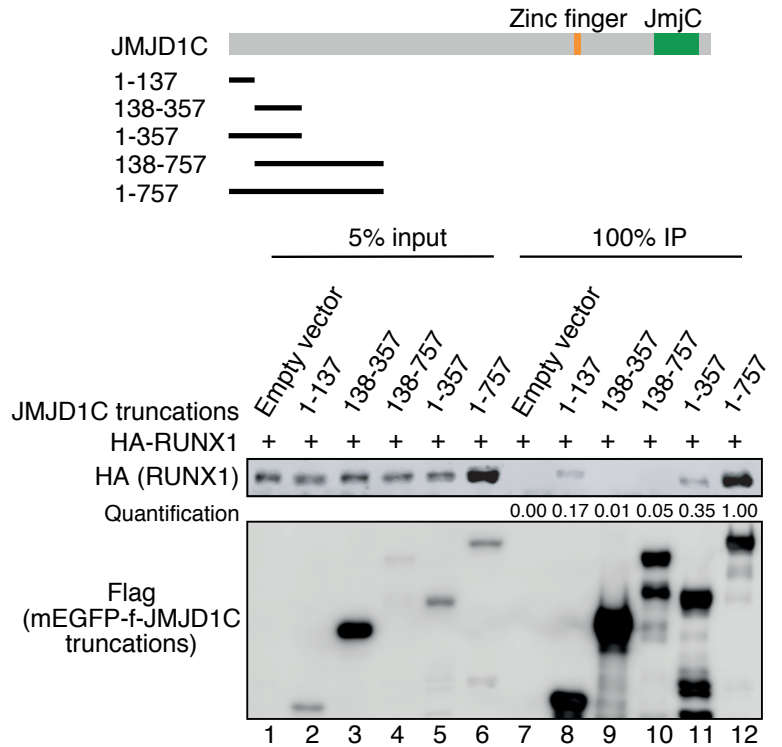 Zinc finger JmjC
JMJD1C
1-137
138-357
1-357
138-757
1-757
5% input 100% IP
Empty vector 1-137 138-357 138-757 1-357 1-757 Empty vector 1-137 138-357 138-757 1-357 1-757
JMJD1C truncations
HA-RUNX1 + + + + + + + + + + + +
HA (RUNX1)
Quantification 0.00 0.17 0.01 0.05 0.35 1.00
Flag
(mEGFP-f-JMJD1C
truncations)
1 2 3 4 5 6 7 8 9 10 11 12